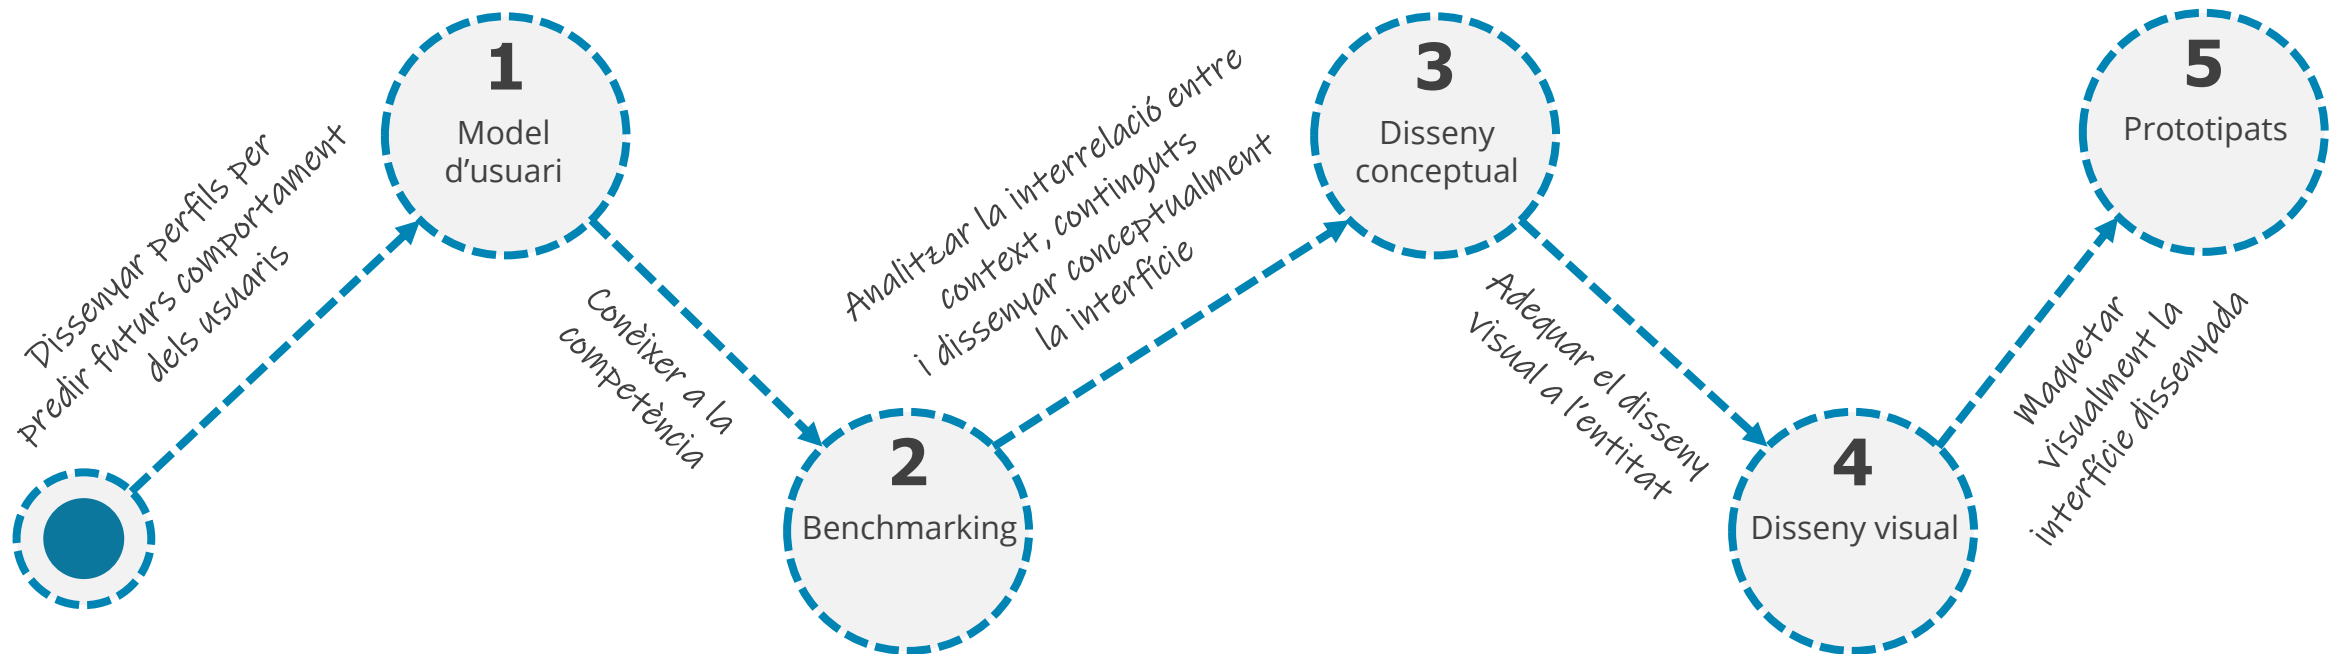 Dissenyar perfils per
predir futurs comportament
dels usuaris
1
Model
d’usuari
Conèixer a la
competència
2
Benchmarking
Analitzar la interrelació entre
context, continguts
i dissenyar conceptualment
la interfície
3
Disseny
conceptual
Adequar el disseny
visual a l’entitat
4
Disseny visual
Maquetar
visualment la
interfície dissenyada
5
Prototipats